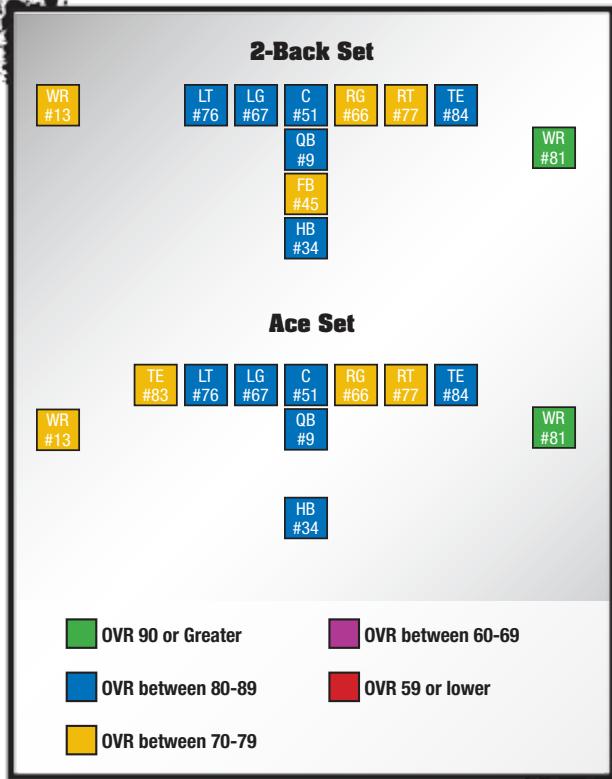 2-Back Set
WR LT LG C RG RT TE
#13 #76 #67 #51 #66 #77 #84
QB
#9
WR
#81
FB
#45
HB
#34
Ace Set
TE LT LG C RG RT TE
#83 #76 #67 #51 #66 #77 #84
WR QB WR
#13 #9 #81
HB
#34
OVR 90 or Greater
OVR between 60-69
OVR between 80-89
OVR 59 or lower
OVR between 70-79